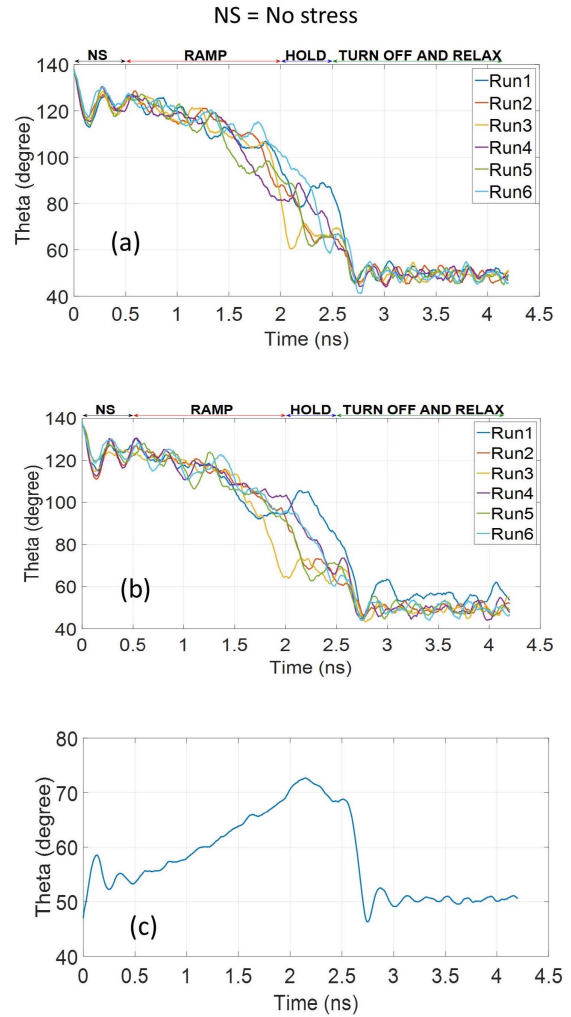 NS = No stress
NS RAMP HOLD TURN OFF AND RELAX
140
120
100
80
60
40
Theta (degree)
Run1
Run2
Run3
Run4
Run5
Run6
(a)
0 0.5 1 1.5 2 2.5 3 3.5 4 4.5
Time (ns)
NS RAMP HOLD TURN OFF AND RELAX
140
120
100
80
60
40
Theta (degree)
Run1
Run2
Run3
Run4
Run5
Run6
(b)
0 0.5 1 1.5 2 2.5 3 3.5 4 4.5
Time (ns)
80
70
60
50
40
Theta (degree)
(c)
0 0.5 1 1.5 2 2.5 3 3.5 4 4.5
Time (ns)